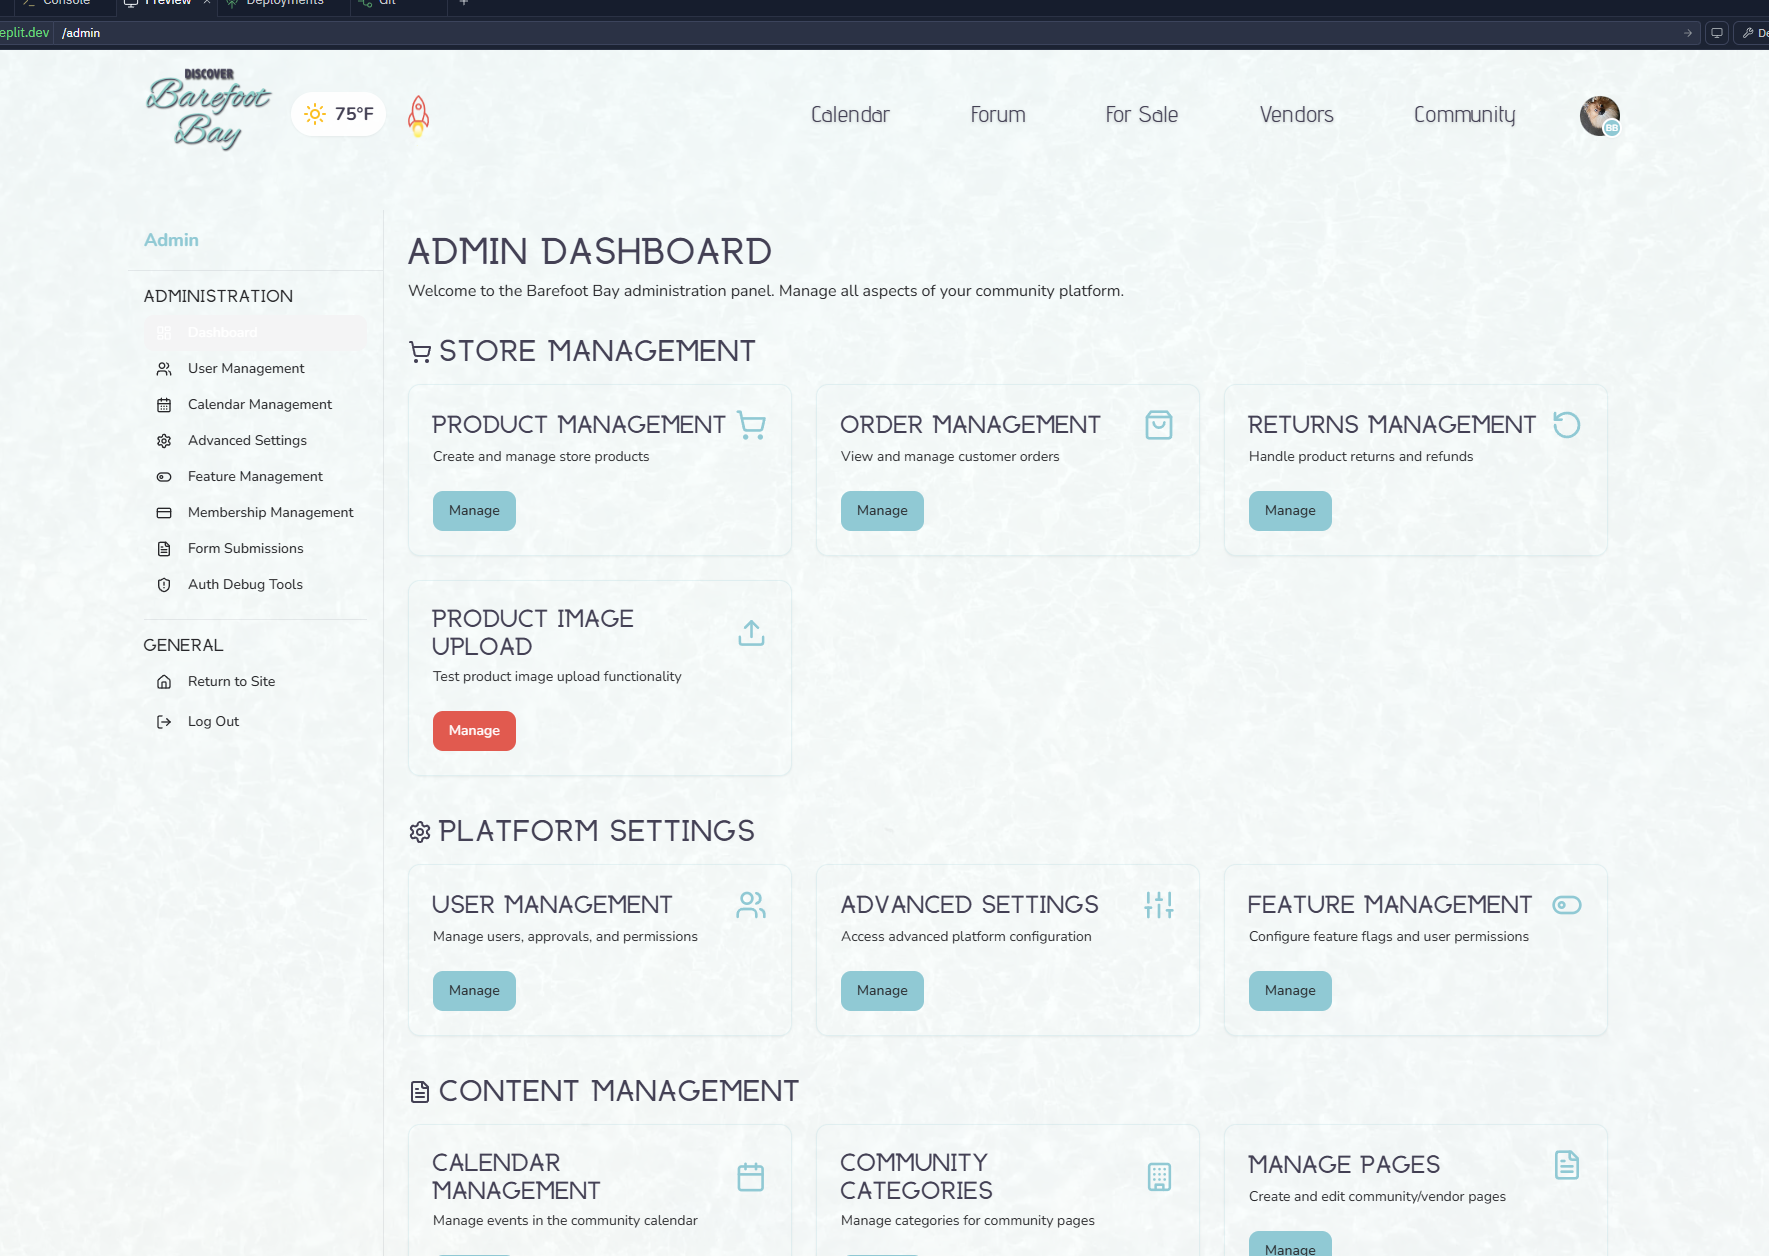 Console
Preview
Deployments
Git
eplit.dev /admin
DISCOVER
Barefoot
Bay
75°F
Calendar
Forum
For Sale
Vendors
Community
BB
Admin
ADMINISTRATION
Dashboard
User Management
Calendar Management
Advanced Settings
Feature Management
Membership Management
Form Submissions
Auth Debug Tools
GENERAL
Return to Site
Log Out
ADMIN DASHBOARD
Welcome to the Barefoot Bay administration panel. Manage all aspects of your community platform.
STORE MANAGEMENT
PRODUCT MANAGEMENT
Create and manage store products
Manage
ORDER MANAGEMENT
View and manage customer orders
Manage
RETURNS MANAGEMENT
Handle product returns and refunds
Manage
PRODUCT IMAGE
UPLOAD
Test product image upload functionality
Manage
PLATFORM SETTINGS
USER MANAGEMENT
Manage users, approvals, and permissions
Manage
ADVANCED SETTINGS
Access advanced platform configuration
Manage
FEATURE MANAGEMENT
Configure feature flags and user permissions
Manage
CONTENT MANAGEMENT
CALENDAR
MANAGEMENT
Manage events in the community calendar
COMMUNITY
CATEGORIES
Manage categories for community pages
MANAGE PAGES
Create and edit community/vendor pages
Manage